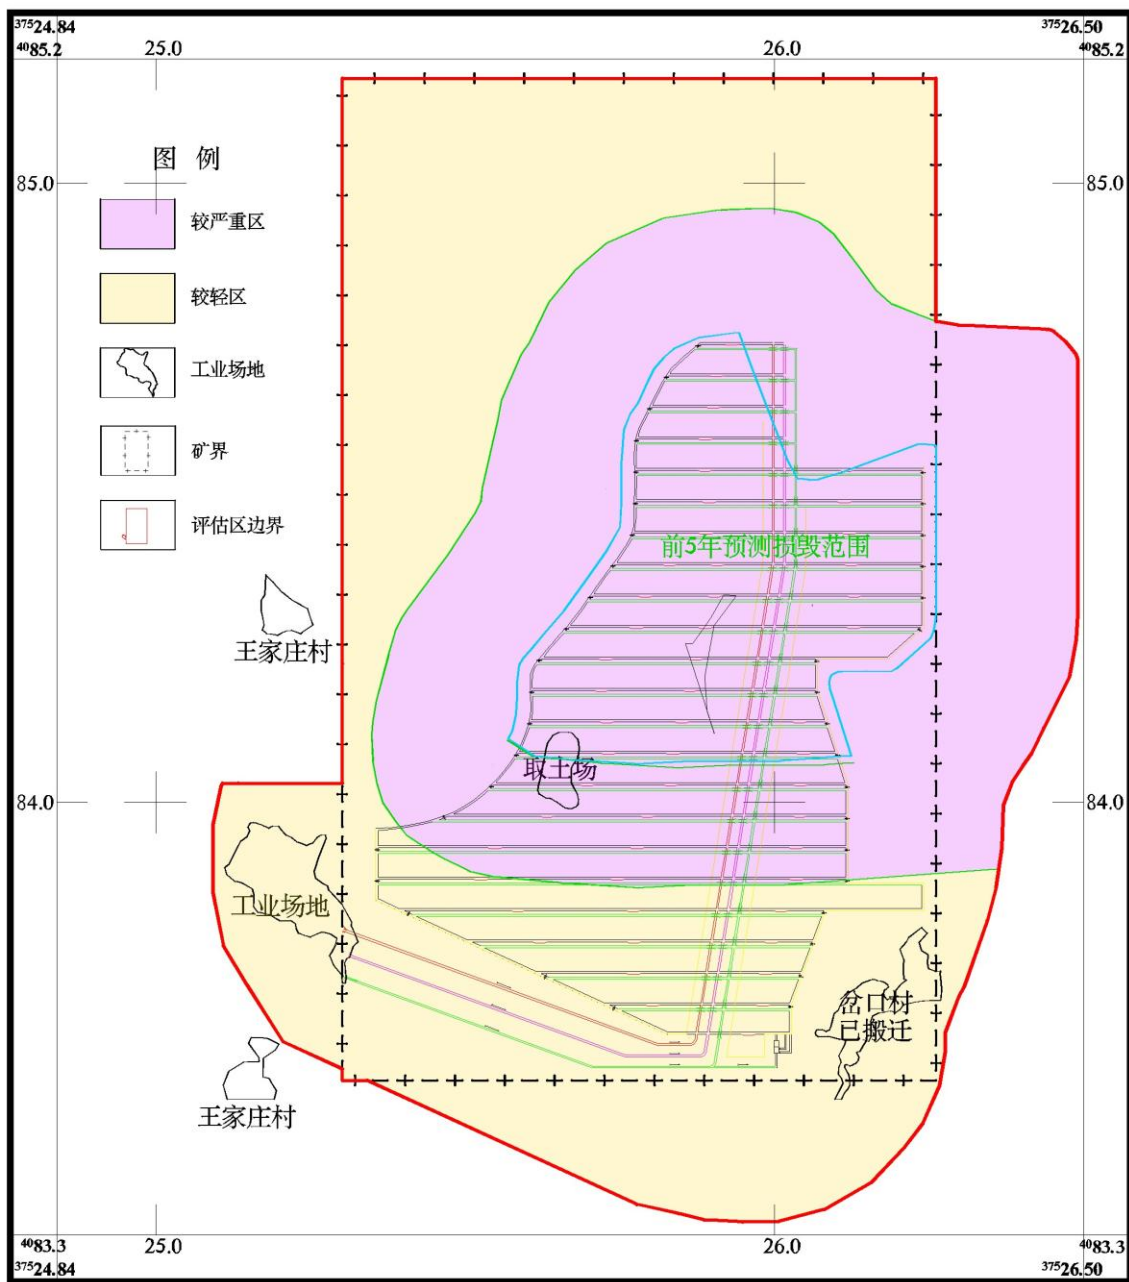 ³⁷⁵24.84
³⁷⁵26.50
⁴⁰85.2
25.0
26.0
⁴⁰85.2
图 例
85.0
85.0
较严重区
较轻区
工业场地
矿界
评估区边界
前5年预测损毁范围
王家庄村
取土场
84.0
84.0
工业场地
岔口村
已搬迁
王家庄村
⁴⁰83.3
25.0
26.0
⁴⁰83.3
³⁷⁵24.84
³⁷⁵26.50